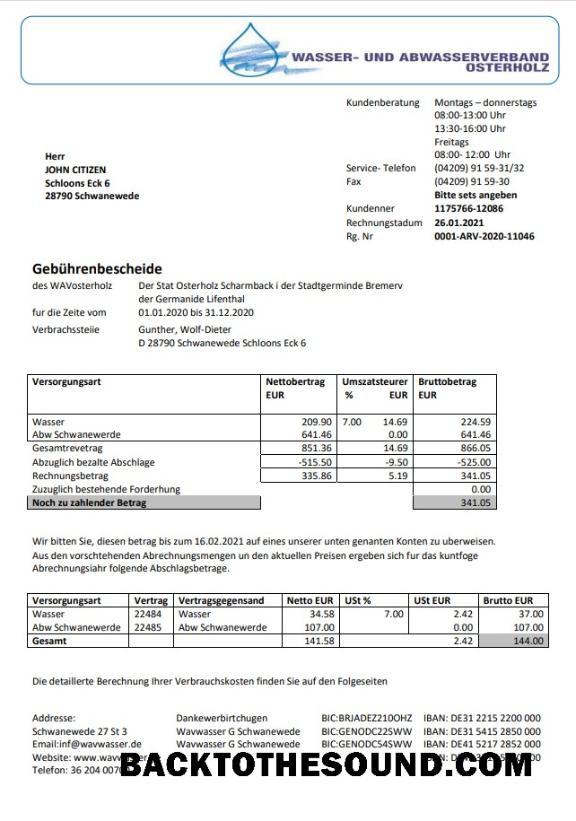 WASSER- UND ABWASSERVERBAND
OSTERHOLZ
Kundenberatung Montags – donnerstags
08:00-13:00 Uhr
13:30-16:00 Uhr
Freitags
08:00- 12:00 Uhr
Service- Telefon (04209) 91 59-31/32
Fax (04209) 91 59-30
Bitte sets angeben
Kundenner 1175766-12086
Rechnungstadum 26.01.2021
Rg. Nr 0001-ARV-2020-11046
Herr
JOHN CITIZEN
Schloons Eck 6
28790 Schwanewede
Gebührenbescheide
des WAVosterholz Der Stat Osterholz Scharmback i der Stadtgerminde Bremerv
der Germanide Lifenthal
fur die Zeite vom 01.01.2020 bis 31.12.2020
Verbrachssteiie Gunther, Wolf-Dieter
D 28790 Schwanewede Schloons Eck 6
Versorgungsart Nettobertrag Umszatsteurer Bruttobetrag
EUR % EUR EUR
Wasser 209.90 7.00 14.69 224.59
Abw Schwanewerde 641.46 0.00 641.46
Gesamtrevetrag 851.36 14.69 866.05
Abzuglich bezalte Abschlage -515.50 -9.50 -525.00
Rechnungsbetrag 335.86 5.19 341.05
Zuzuglich bestehende Forderhung 0.00
Noch zu zahlender Betrag 341.05
Wir bitten Sie, diesen betrag bis zum 16.02.2021 auf eines unserer unten genanten Konten zu uberweisen.
Aus den vorschtehenden Abrechnungsmengen un den aktuellen Preisen ergeben sich fur das kuntfoge
Abrechnungsiahr folgende Abschlagsbetrage.
Versorgungsart Vertrag Vertragsgegensand Netto EUR USt % USt EUR Brutto EUR
Wasser 22484 Wasser 34.58 7.00 2.42 37.00
Abw Schwanewerde 22485 Abw Schwanewerde 107.00 0.00 107.00
Gesamt 141.58 2.42 144.00
Die detaillerte Berechnung Ihrer Verbrauchskosten finden Sie auf den Folgeseiten
Addresse: Dankewerbirtchugen BIC:BRJADEZ210OHZ IBAN: DE31 2215 2200 000
Schwanewede 27 St 3 Wavwasser G Schwanewede BIC:GENODC22SWW IBAN: DE31 5415 2850 000
Email:inf@wavwasser.de Wavwasser G Schwanewede BIC:GENODC54SWW IBAN: DE41 5217 2852 000
Website:
Telefon: 36 204
BACKTOTHESOUND.COM